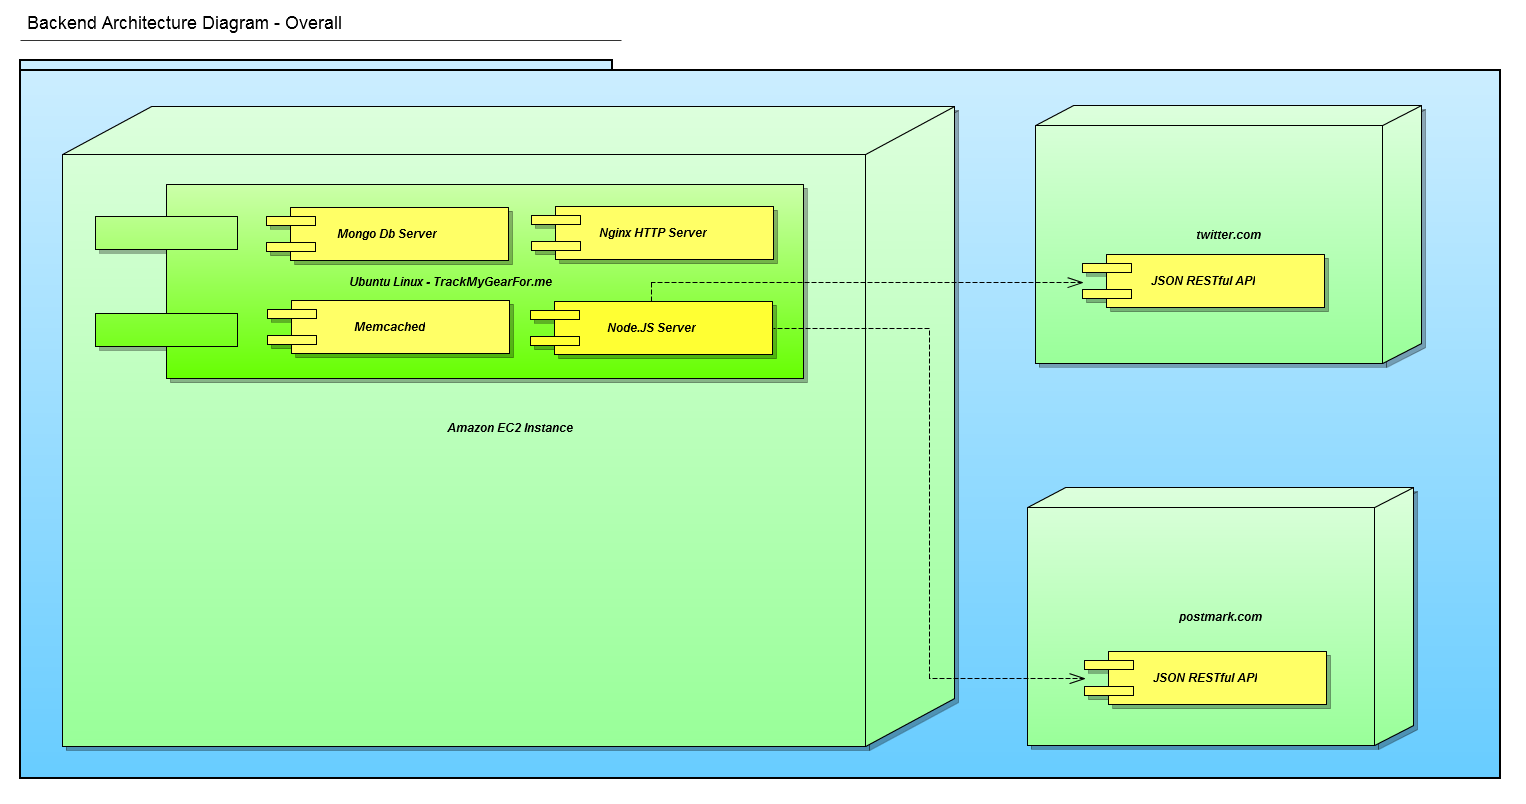 Backend Architecture Diagram - Overall
Mongo Db Server
Nginx HTTP Server
Ubuntu Linux - TrackMyGearFor.me
Memcached
Node.JS Server
Amazon EC2 Instance
twitter.com
JSON RESTful API
postmark.com
JSON RESTful API